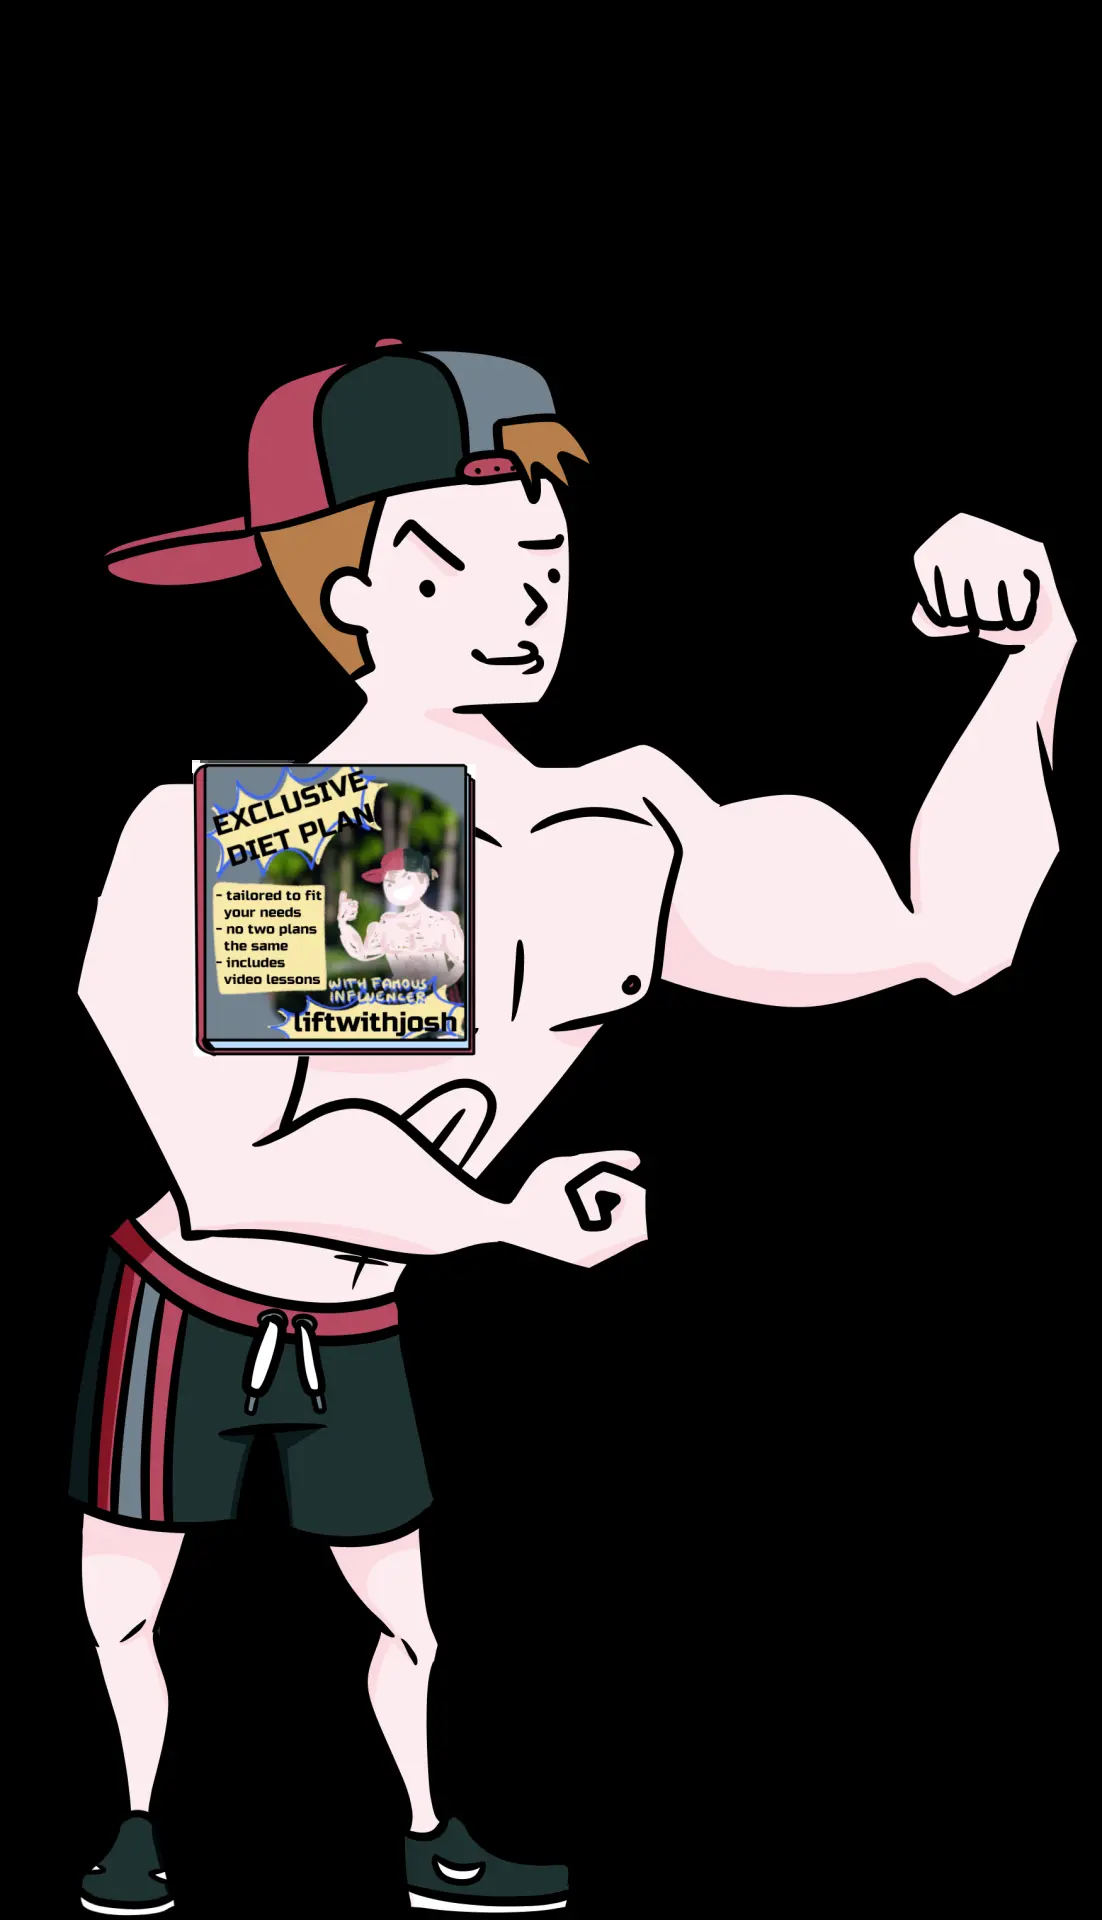 EXCLUSIVE
DIET PLAN
- tailored to fit
your needs
- no two plans
the same
- includes
video lessons
WITH FAMOUS
INFLUENCER
liftwithjosh